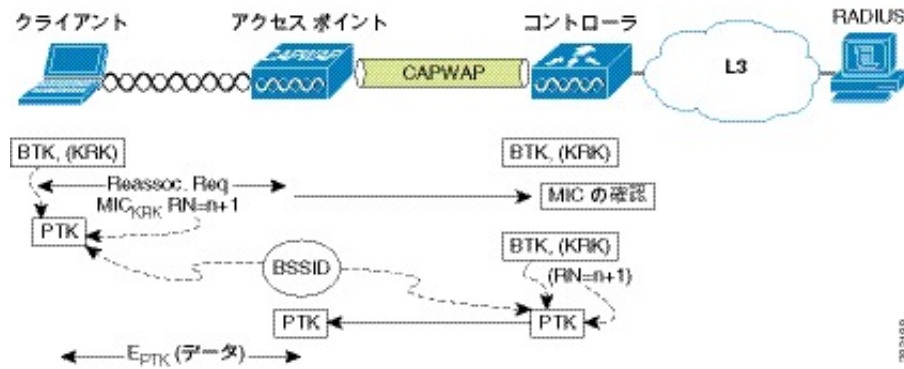 クライアント
アクセス ポイント
コントローラ
RADIUS
CAPWAP
CAPWAP
L3
BTK, (KRK)
BTK, (KRK)
Reassoc. Req
MIC の確認
MICKRK RN=n+1
PTK
BTK, (KRK)
BSSID
(RN=n+1)
PTK
PTK
EPTK (データ)